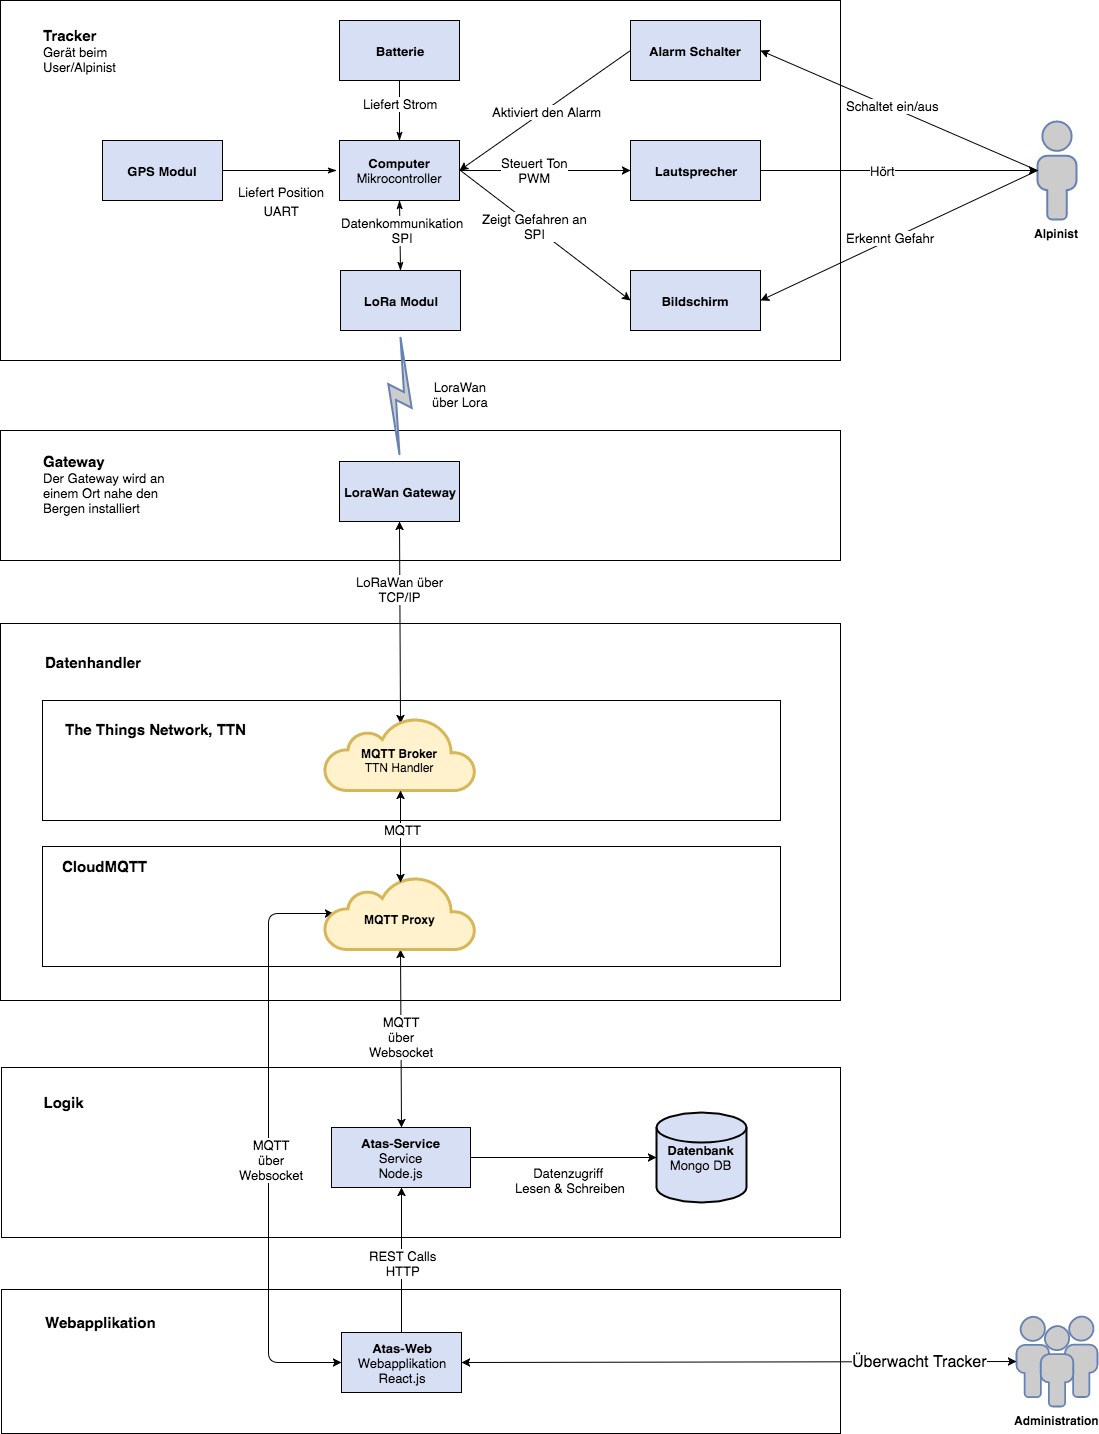 Tracker
Gerät beim
User/Alpinist
Batterie
Alarm Schalter
Liefert Strom
Aktiviert den Alarm
Schaltet ein/aus
GPS Modul
Computer
Mikrocontroller
Steuert Ton
PWM
Lautsprecher
Hört
Alpinist
Liefert Position
UART
Datenkommunikation
SPI
Zeigt Gefahren an
SPI
Erkennt Gefahr
LoRa Modul
Bildschirm
LoraWan
über Lora
Gateway
Der Gateway wird an
einem Ort nahe den
Bergen installiert
LoraWan Gateway
LoRaWan über
TCP/IP
Datenhandler
The Things Network, TTN
MQTT Broker
TTN Handler
MQTT
CloudMQTT
MQTT Proxy
MQTT
über
Websocket
Logik
MQTT
über
Websocket
Atas-Service
Service
Node.js
Datenzugriff
Lesen & Schreiben
Datenbank
Mongo DB
REST Calls
HTTP
Webapplikation
Atas-Web
Webapplikation
React.js
Überwacht Tracker
Administration